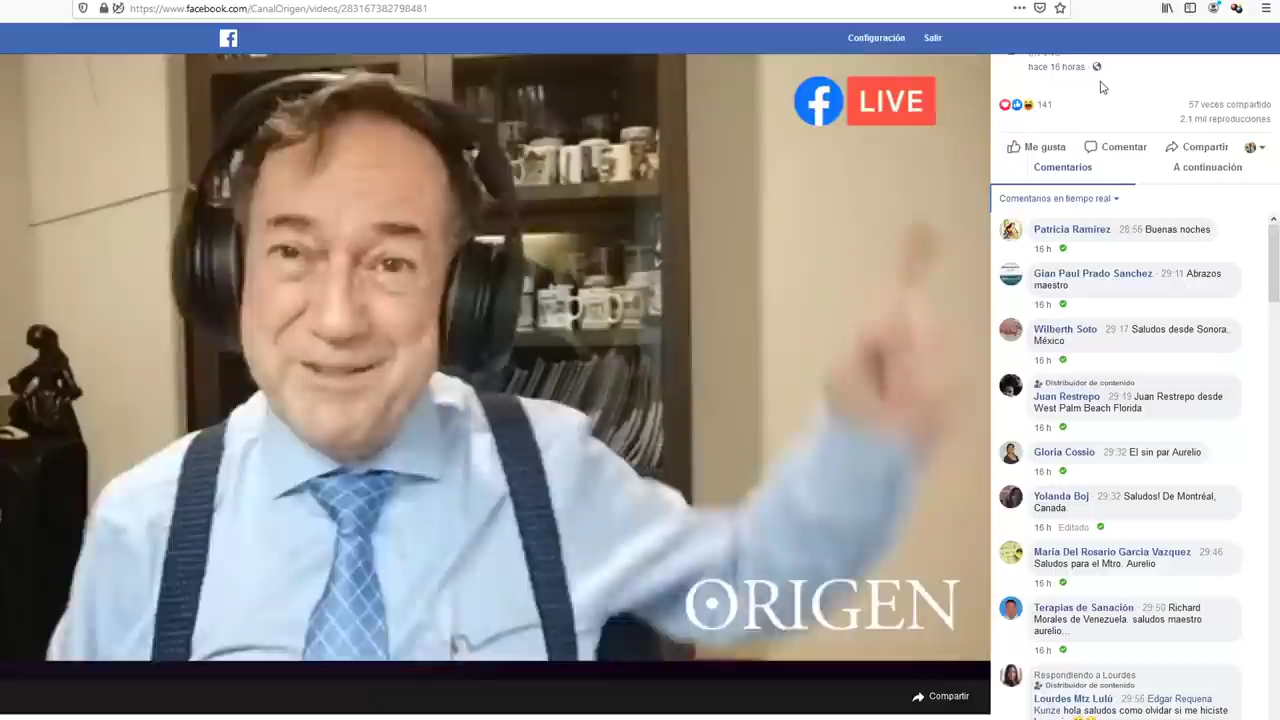 https://www.facebook.com/CanalOrigen/videos/283167382798481
Configuración
Salir
LIVE
ORIGEN
Compartir
hace 16 horas ·
141
57 veces compartido
2.1 mil reproducciones
Me gusta
Comentar
Compartir
Comentarios
A continuación
Comentarios en tiempo real
Patricia Ramírez · 28:56 Buenas noches
16 h
Gian Paul Prado Sanchez · 29:11 Abrazos
maestro
16 h
Wilberth Soto · 29:17 Saludos desde Sonora,
México
16 h
Distribuidor de contenido
Juan Restrepo · 29:19 Juan Restrepo desde
West Palm Beach Florida
16 h
Gloria Cossio · 29:32 El sin par Aurelio
16 h
Yolanda Boj · 29:32 Saludos! De Montréal,
Canada
16 h Editado
Maria Del Rosario Garcia Vazquez · 29:46
Saludos para el Mtro. Aurelio
16 h
Terapias de Sanación · 29:50 Richard
Morales de Venezuela. saludos maestro
aurelio...
16 h
Respondiendo a Lourdes
Distribuidor de contenido
Lourdes Mtz Lulú · 29:56 Edgar Requena
Kunze hola saludos como olvidar si me hiciste